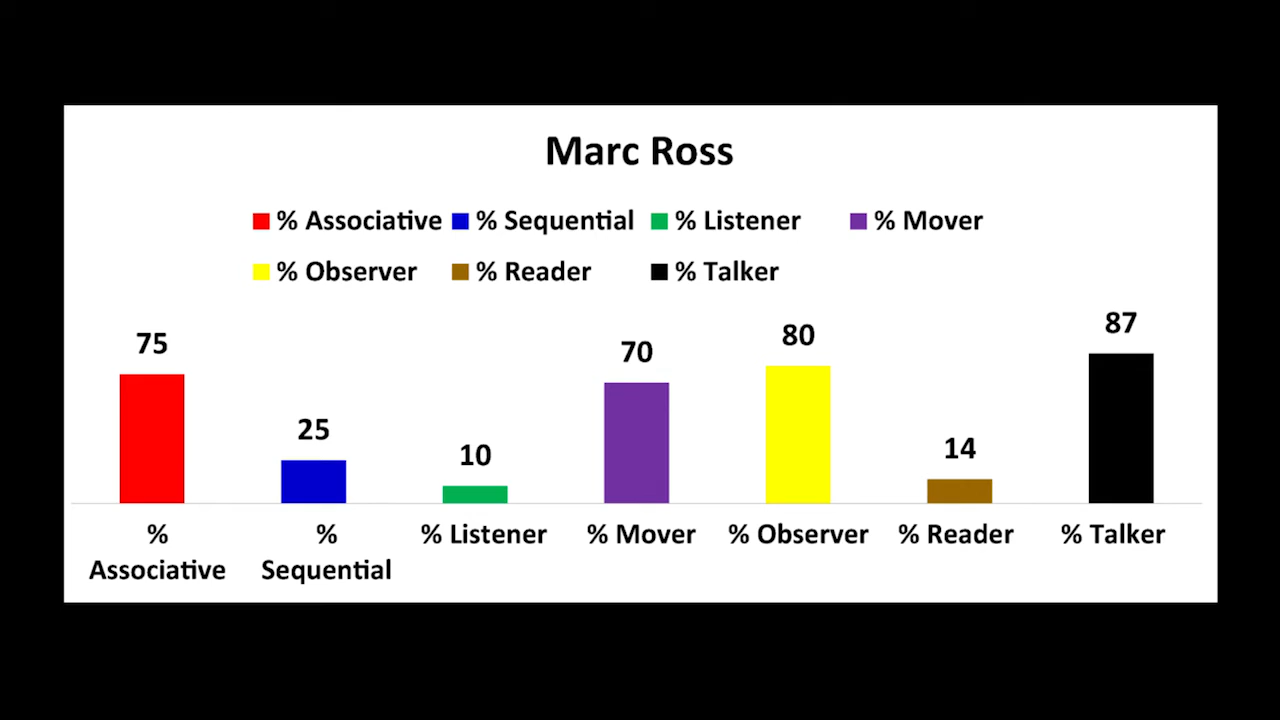 Marc Ross
% Associative % Sequential % Listener % Mover
% Observer % Reader % Talker
75 25 10 70 80 14 87
% Associative % Sequential % Listener % Mover % Observer % Reader % Talker